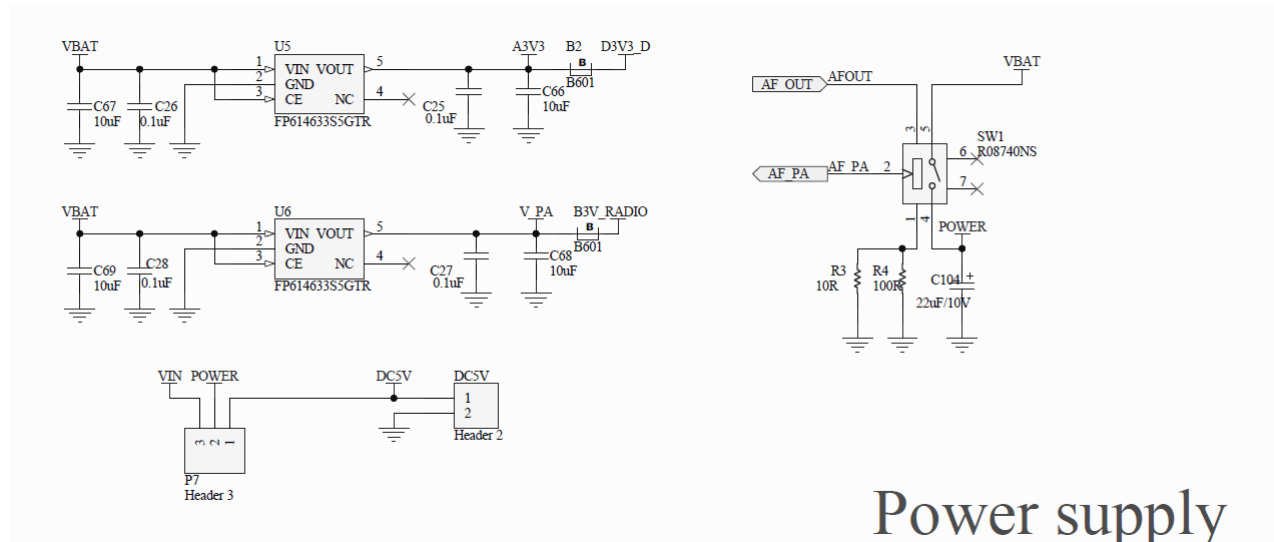 VBAT
U5
A3V3
B2
D3V3_D
1
VIN VOUT
5
2
GND
3
CE
NC
4
B
B601
C67
10uF
C26
0.1uF
C25
0.1uF
C66
10uF
FP614633S5GTR
VBAT
U6
V_PA
B3V_RADIO
1
VIN VOUT
5
2
GND
3
CE
NC
4
B
B601
C69
10uF
C28
0.1uF
C27
0.1uF
C68
10uF
FP614633S5GTR
VIN
POWER
DC5V
DC5V
1
2
Header 2
3
2
1
P7
Header 3
VBAT
AF_OUT
AFOUT
3
5
SW1
R08740NS
6
AF_PA
AF_PA
2
7
1
4
POWER
R3
10R
R4
100R
C104
+
22uF/10V
Power supply